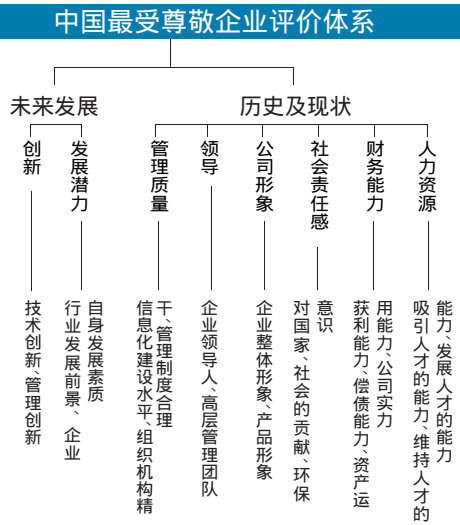 中国最受尊敬企业评价体系
未来发展
历史及现状
创新
发展潜力
管理质量
领导
公司形象
社会责任感
财务能力
人力资源
技术创新、管理创新
行业发展前景、企业
自身发展素质
信息化建设水平、组织机构精
干、管理制度合理
企业领导人、高层管理团队
企业整体形象、产品形象
对国家、社会的贡献、环保
意识
获利能力、偿债能力、资产运
用能力、公司实力
吸引人才的能力、维持人才的
能力、发展人才的能力